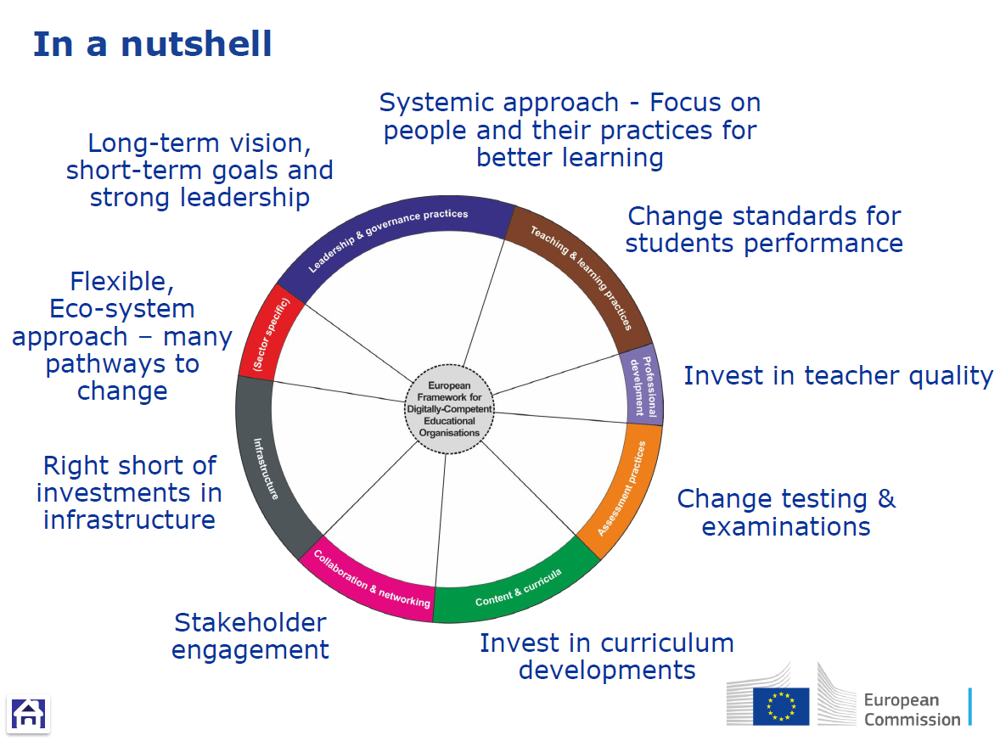 In a nutshell
Systemic approach - Focus on
people and their practices for
better learning
Long-term vision,
short-term goals and
strong leadership
Change standards for
students performance
Flexible,
Eco-system
approach – many
pathways to
change
Invest in teacher quality
Right short of
investments in
infrastructure
Change testing &
examinations
Stakeholder
engagement
Invest in curriculum
developments
Leadership & governance practices
Teaching & learning practices
Professional
develpment
Assessment practices
Content & curricula
Collaboration & networking
Infrastructure
(Sector specific)
European
Framework for
Digitally-Competent
Educational
Organisations
European
Commission